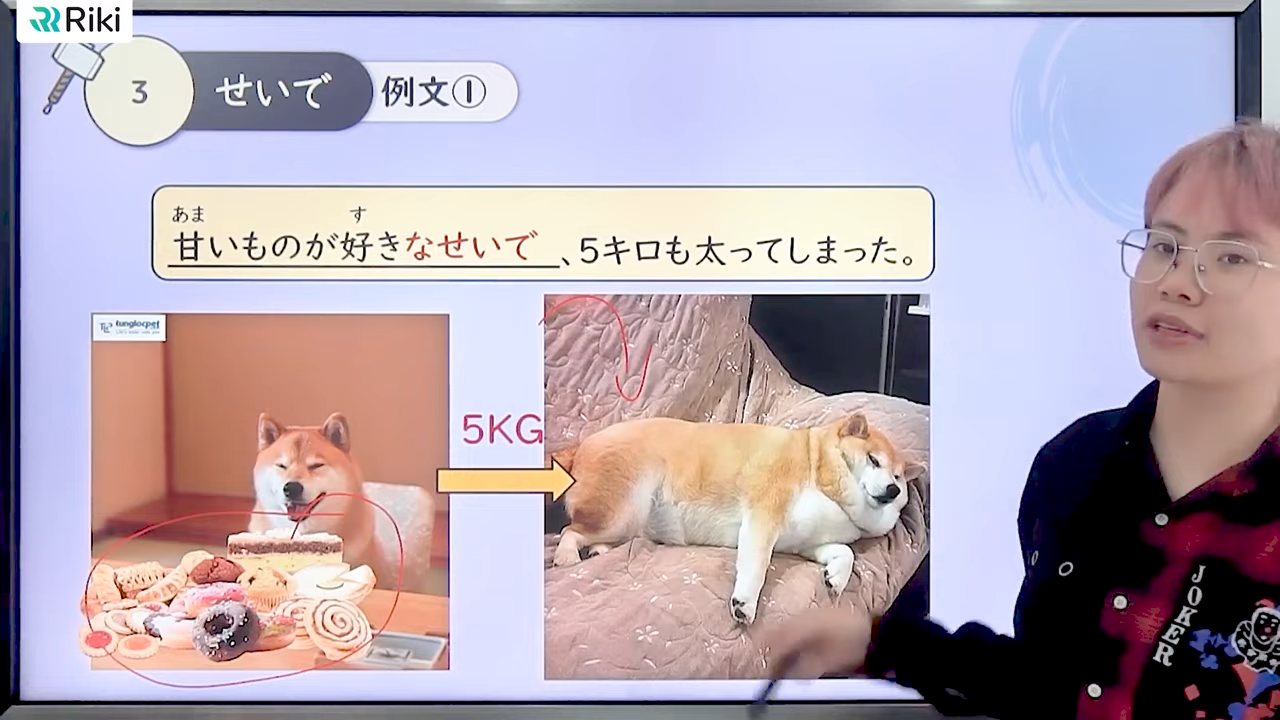 Riki
3
せいで
例文①
あま
す
甘いものが好きなせいで、5キロも太ってしまった。
tunglocpet
5KG
JOKER